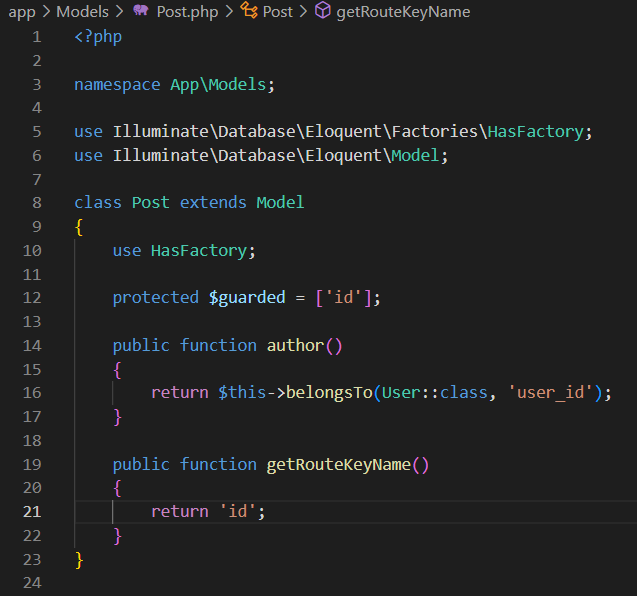 app > Models > Post.php > Post > getRouteKeyName
1 <?php
2
3 namespace App\Models;
4
5 use Illuminate\Database\Eloquent\Factories\HasFactory;
6 use Illuminate\Database\Eloquent\Model;
7
8 class Post extends Model
9 {
10     use HasFactory;
11
12     protected $guarded = ['id'];
13
14     public function author()
15     {
16         return $this->belongsTo(User::class, 'user_id');
17     }
18
19     public function getRouteKeyName()
20     {
21         return 'id';
22     }
23 }
24